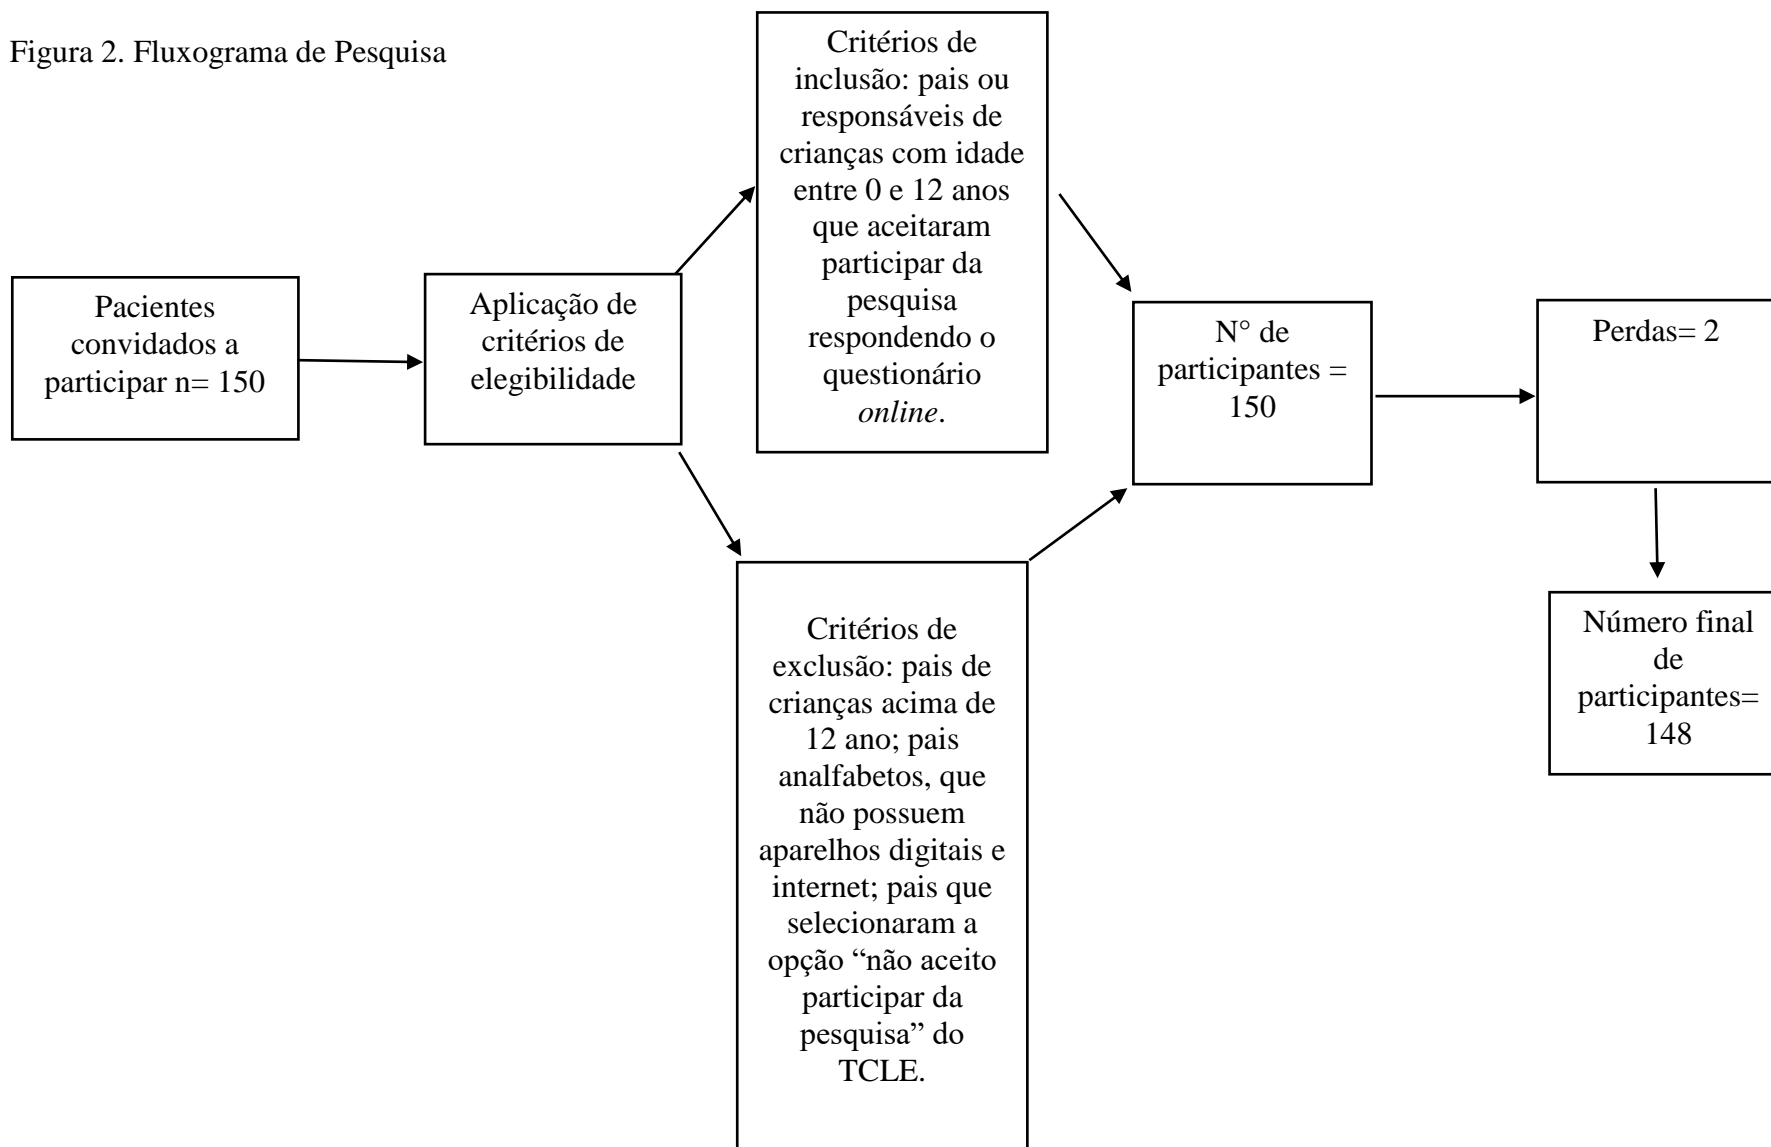 Figura 2. Fluxograma de Pesquisa
Pacientes
convidados a
participar n= 150
Aplicação de
critérios de
elegibilidade
Critérios de
inclusão: pais ou
responsáveis de
crianças com idade
entre 0 e 12 anos
que aceitaram
participar da
pesquisa
respondendo o
questionário
online.
Critérios de
exclusão: pais de
crianças acima de
12 ano; pais
analfabetos, que
não possuem
aparelhos digitais e
internet; pais que
selecionaram a
opção “não aceito
participar da
pesquisa” do
TCLE.
N° de
participantes =
150
Perdas= 2
Número final
de
participantes=
148